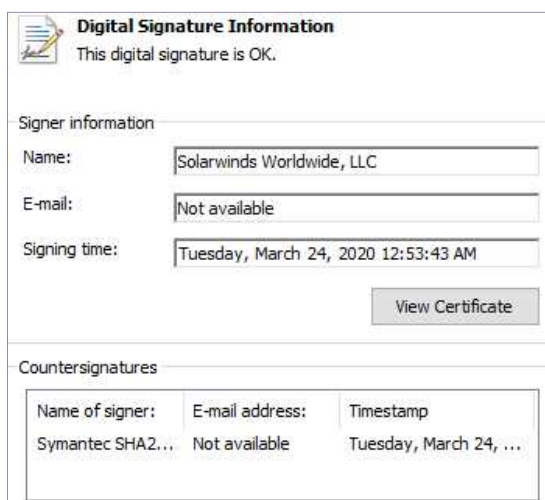 Digital Signature Information
This digital signature is OK.
Signer information
Name: Solarwinds Worldwide, LLC
E-mail: Not available
Signing time: Tuesday, March 24, 2020 12:53:43 AM
View Certificate
Countersignatures
Name of signer: E-mail address: Timestamp
Symantec SHA2... Not available Tuesday, March 24, ...